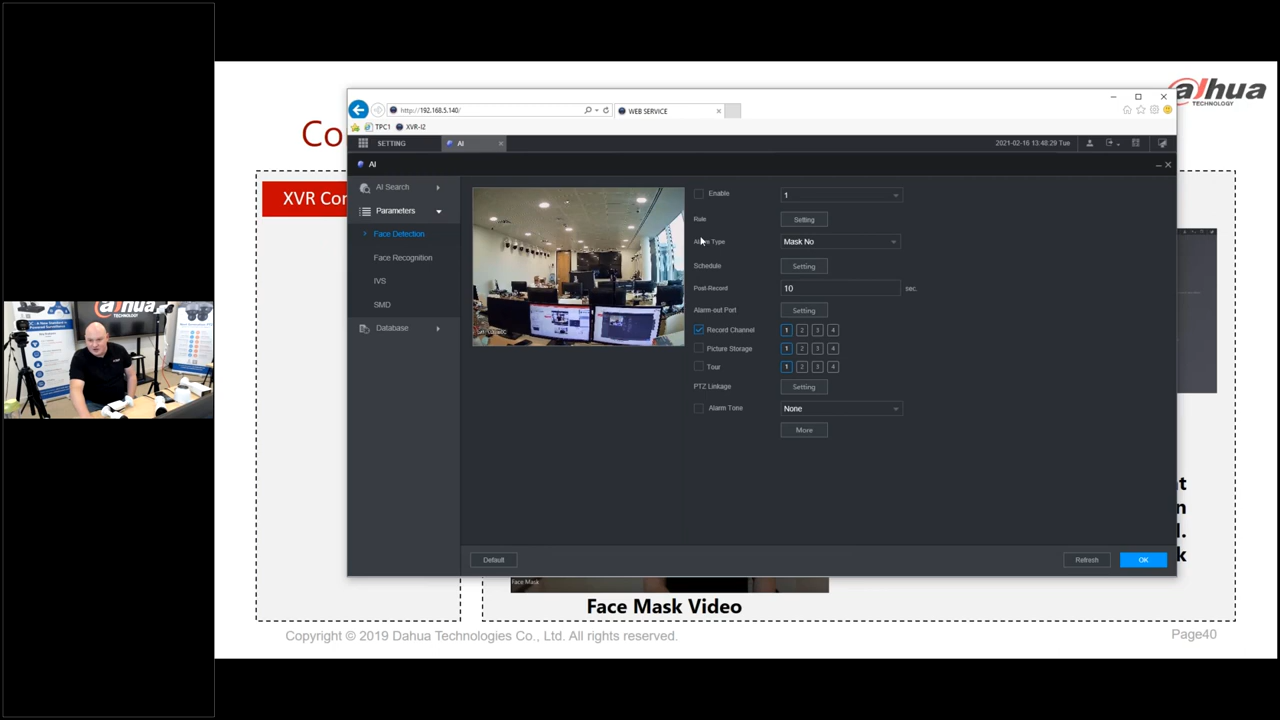 alhua
TECHNOLOGY
Co
XVR Cor
http://192.168.5.140/
WEB SERVICE
TPC1
XVR-I2
SETTING
AI
2021-02-16 13:48:29 Tue
AI
AI Search
Parameters
Face Detection
Face Recognition
IVS
SMD
Database
Enable
1
Rule
Setting
Alarm Type
Mask No
Schedule
Setting
Post-Record
10
sec.
Alarm-out Port
Setting
Record Channel
1 2 3 4
Picture Storage
1 2 3 4
Tour
1 2 3 4
PTZ Linkage
Setting
Alarm Tone
None
More
Default
Refresh
OK
t
n
l.
k
Face Mask
Face Mask Video
Copyright © 2019 Dahua Technologies Co., Ltd. All rights reserved.
Page40
alhua
TECHNOLOGY